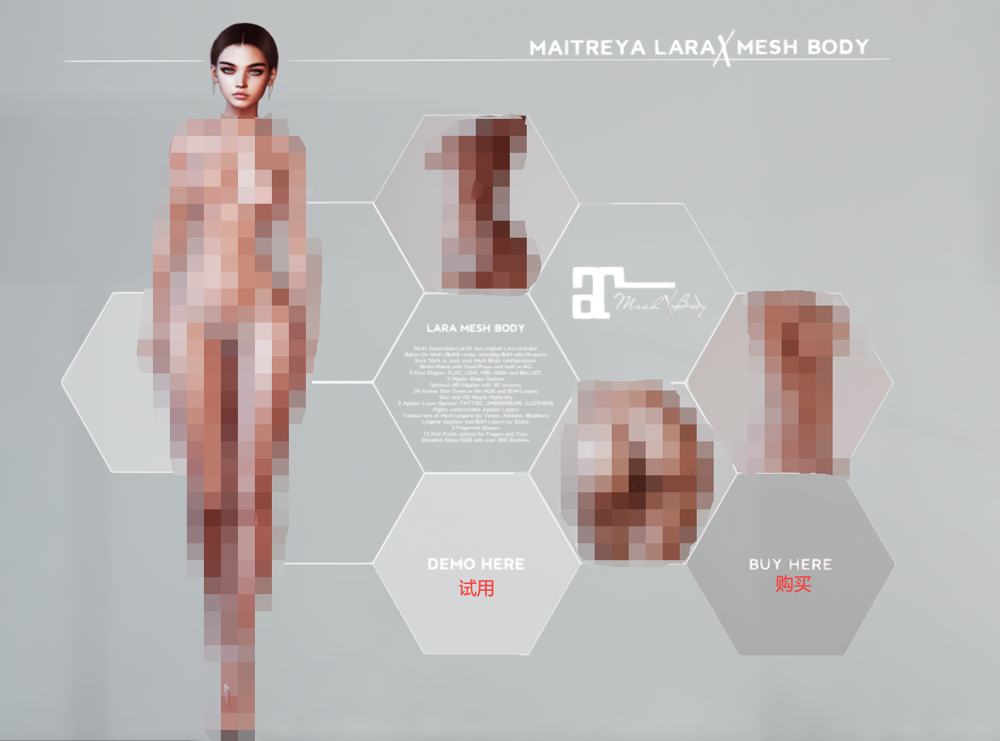 MAITREYA LARAX MESH BODY
Mesh X Body
LARA MESH BODY
NeXt Generation LaraX and original Lara included.
Bakes On Mesh (BoM) ready, including BoM add-On parts.
Save Slots to save your Mesh Body configurations.
Bento Hands with Hand Poses and built in AO.
5 Foot Shapes: FLAT, LOW, MID, HIGH and BALLET.
3 Nipple Shape Options.
Optional HD Nipples with 20 textures.
20 Velour Skin Tones in the HUD and BoM Layers.
Skin and HD Nipple Materials.
3 Applier Layer Options: TATTOO, UNDERWEAR, CLOTHING.
Highly customizable Applier Layers.
Various sets of Mesh Lingerie by Velour, Addams, Blueberry
Lingerie Appliers and BoM Layers by Zoara.
5 Fingernail Shapes.
13 Nail Polish options for Fingers and Toes
Detailed Alpha HUD with over 200 Sections.
DEMO HERE
试用
BUY HERE
购买